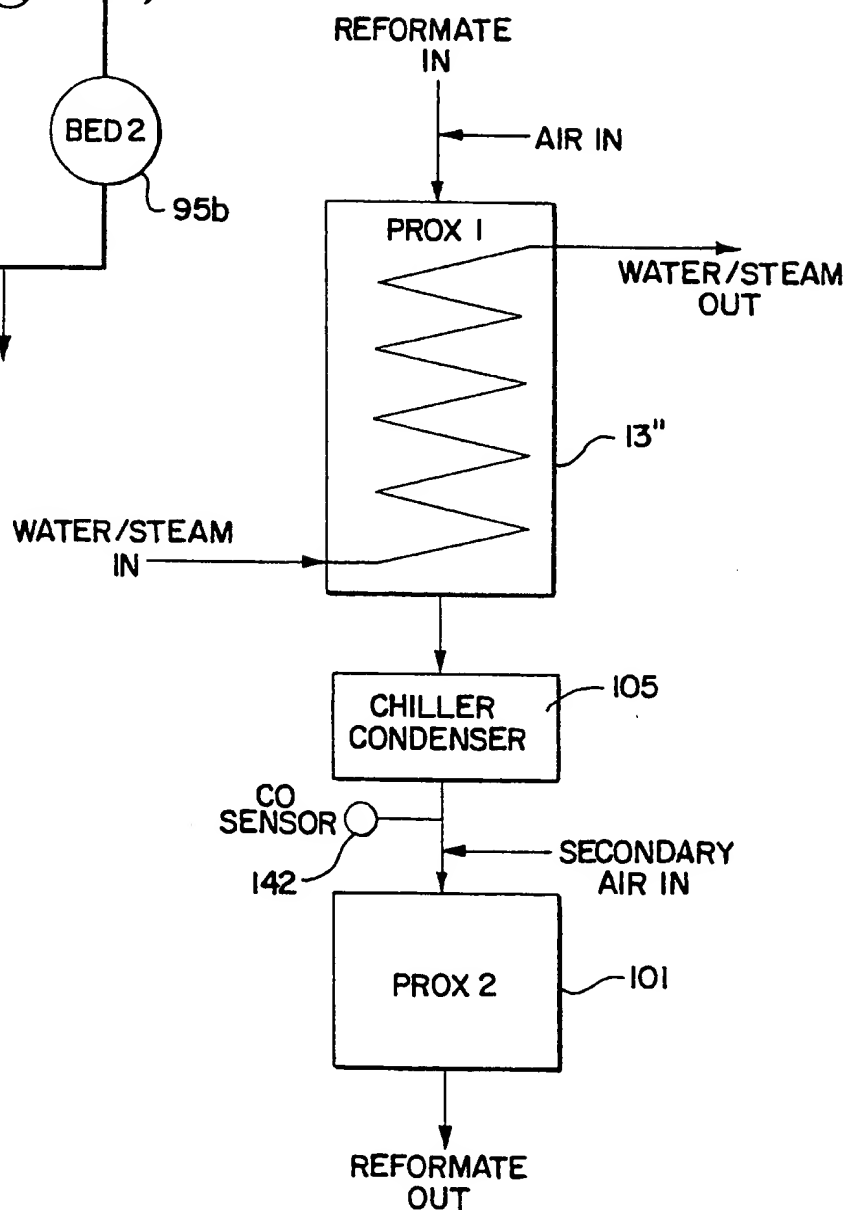 REFORMATE
IN
AIR IN
BED 2
95b
PROX 1
WATER/STEAM
OUT
13"
WATER/STEAM
IN
CHILLER
CONDENSER
105
CO
SENSOR
142
SECONDARY
AIR IN
PROX 2
101
REFORMATE
OUT